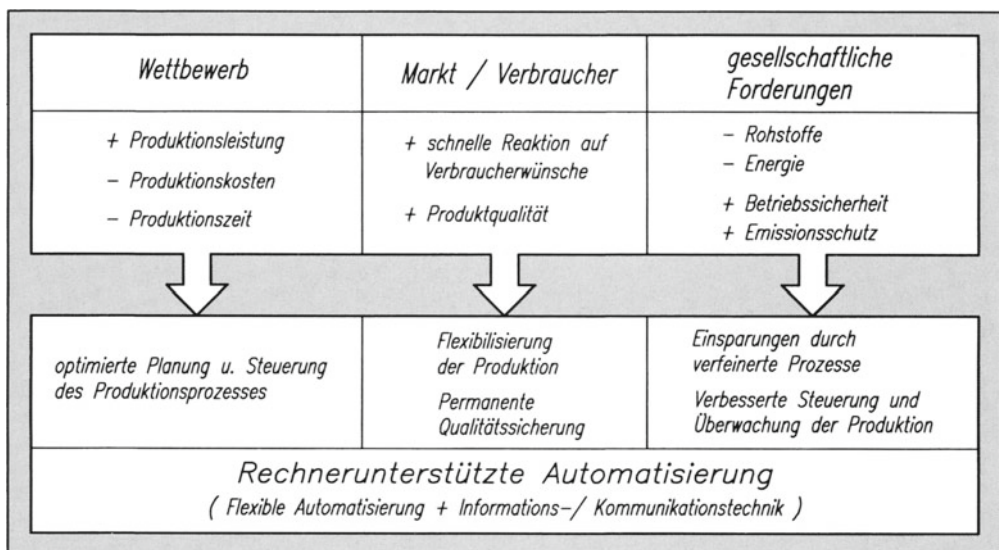 Wettbewerb
+ Produktionsleistung
- Produktionskosten
- Produktionszeit
Markt / Verbraucher
+ schnelle Reaktion auf
Verbraucherwünsche
+ Produktqualität
gesellschaftliche
Forderungen
- Rohstoffe
- Energie
+ Betriebssicherheit
+ Emissionsschutz
optimierte Planung u. Steuerung
des Produktionsprozesses
Flexibilisierung
der Produktion
Permanente
Qualitätssicherung
Einsparungen durch
verfeinerte Prozesse
Verbesserte Steuerung und
Überwachung der Produktion
Rechnerunterstützte Automatisierung
( Flexible Automatisierung + Informations-/ Kommunikationstechnik )